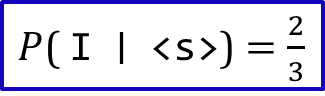 P( I | <s>) = 2/3